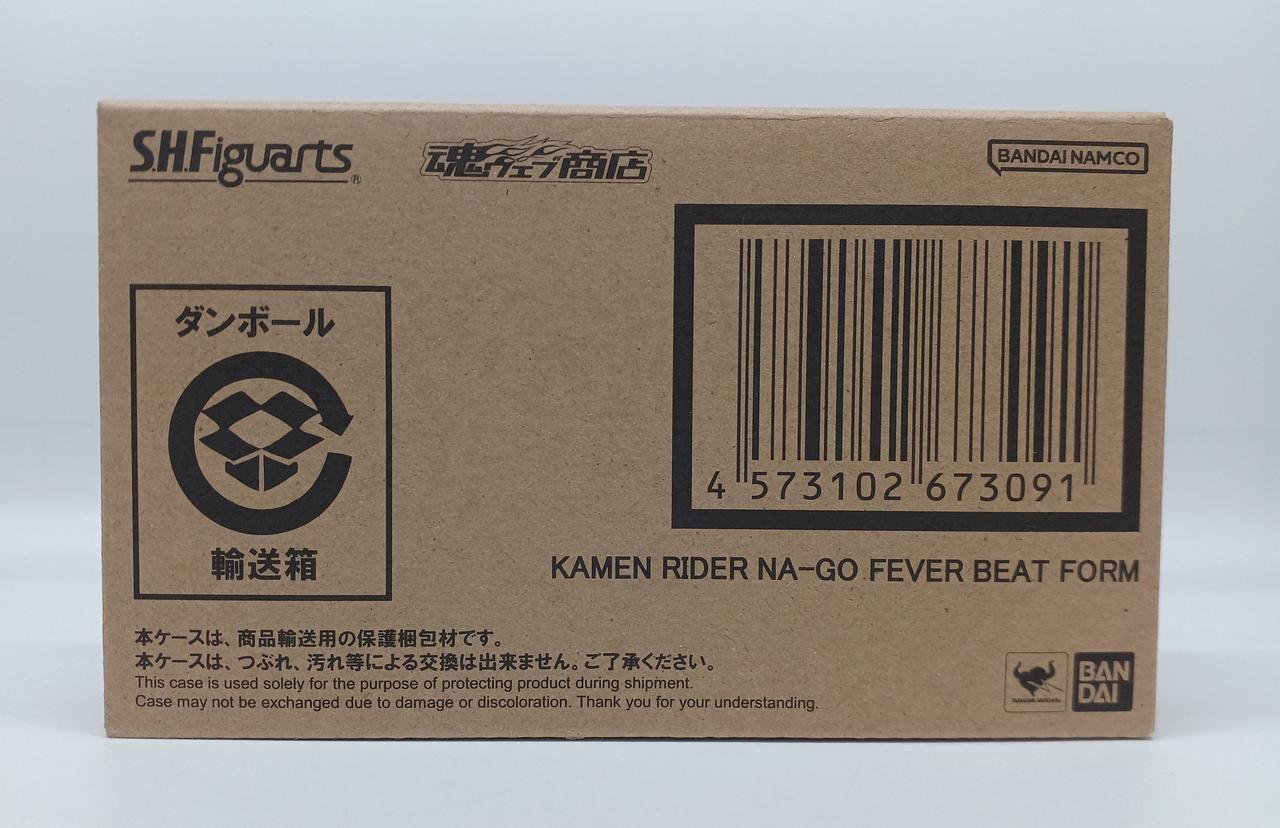 S.H.Figuarts
魂ウェブ商店
BANDAI NAMCO
ダンボール
輸送箱
4 573102 673091
KAMEN RIDER NA-GO FEVER BEAT FORM
本ケースは、商品輸送用の保護梱包材です。
本ケースは、つぶれ、汚れ等による交換は出来ません。ご了承ください。
This case is used solely for the purpose of protecting product during shipment.
Case may not be exchanged due to damage or discoloration. Thank you for your understanding.
BAN
DAI